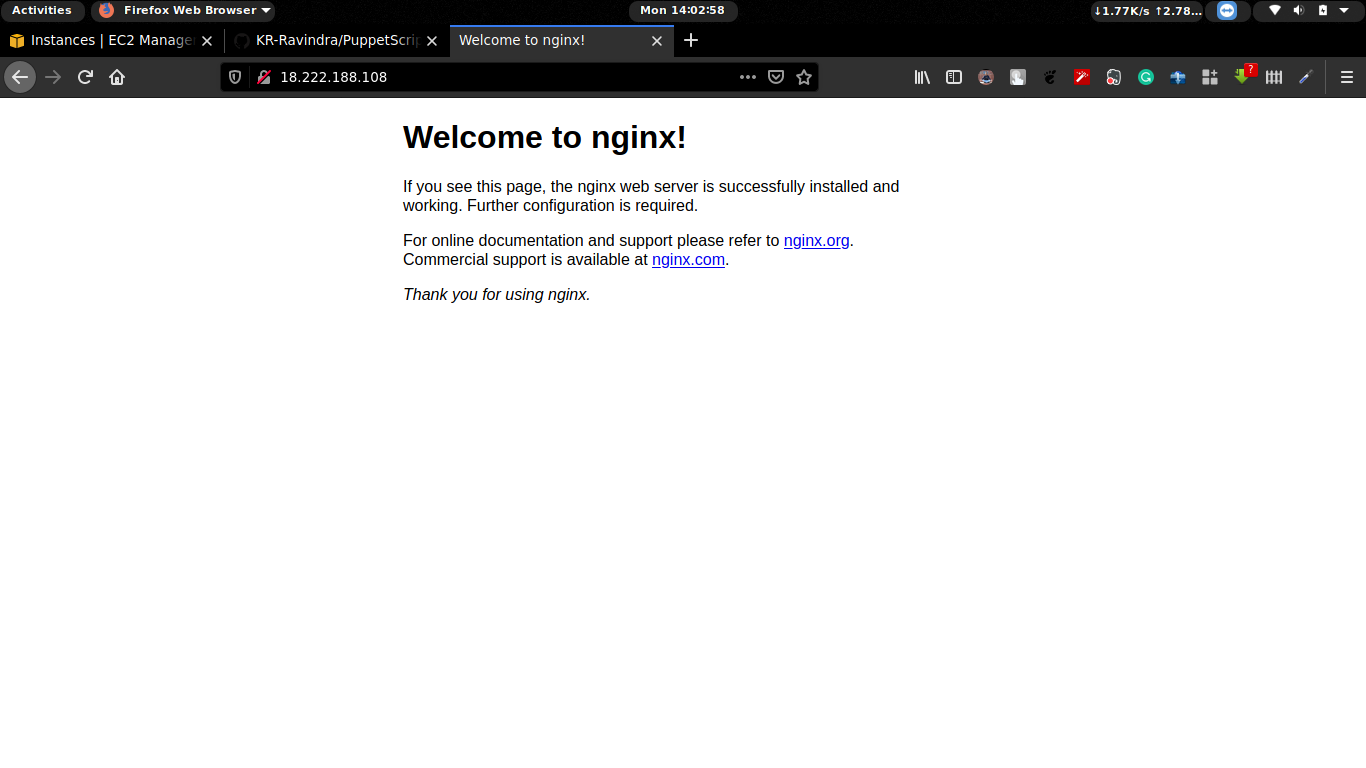 Activities
Firefox Web Browser
Mon 14:02:58
↓1.77K/s ↑2.78...
Instances | EC2 Manage
KR-Ravindra/PuppetScrip
Welcome to nginx!
18.222.188.108
?
Welcome to nginx!
If you see this page, the nginx web server is successfully installed and
working. Further configuration is required.
For online documentation and support please refer to nginx.org.
Commercial support is available at nginx.com.
Thank you for using nginx.